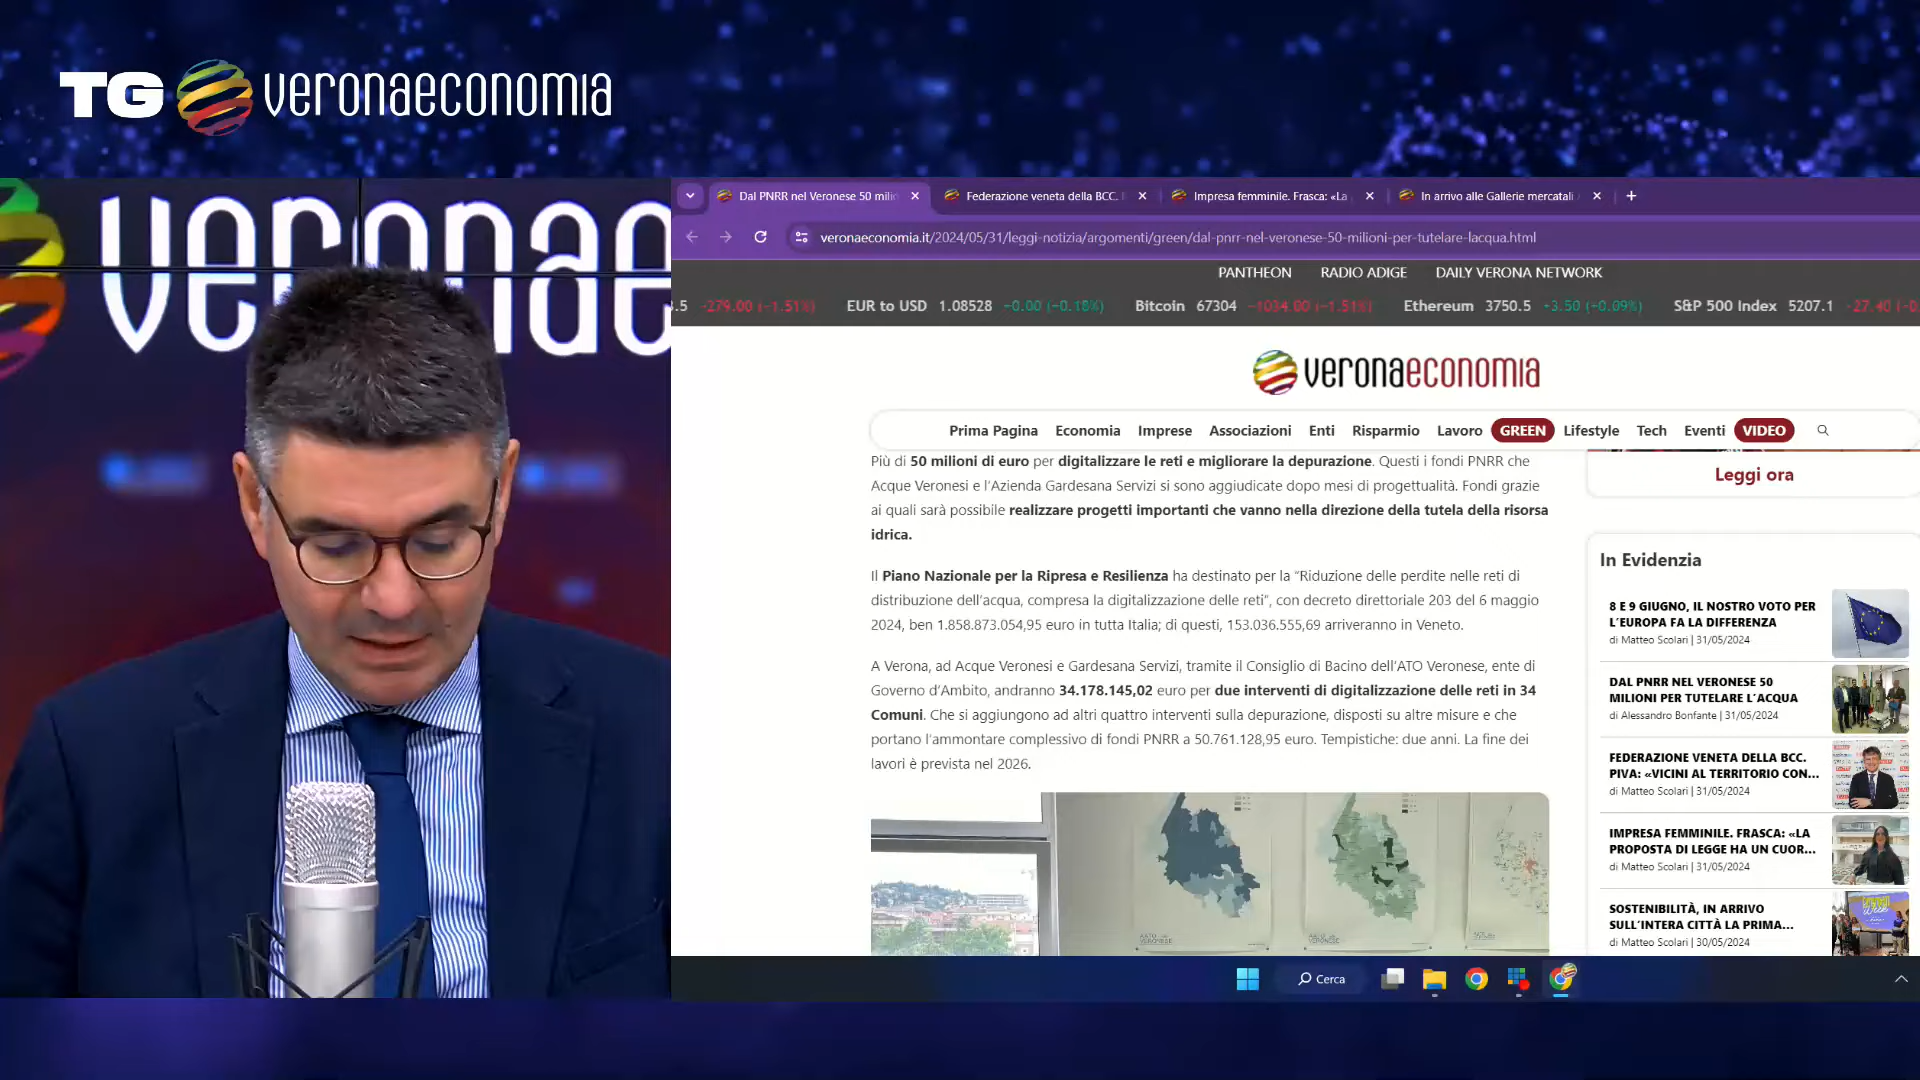 TG veronaeconomia
veronae
Dal PNRR nel Veronese 50 mili
Federazione veneta della BCC.
Impresa femminile. Frasca: «La
In arrivo alle Gallerie mercatali
veronaeconomia.it/2024/05/31/leggi-notizia/argomenti/green/dal-pnrr-nel-veronese-50-milioni-per-tutelare-lacqua.html
PANTHEON RADIO ADIGE DAILY VERONA NETWORK
.5 -279.00 (-1.51%) EUR to USD 1.08528 +0.00 (+0.18%) Bitcoin 67304 -1034.00 (-1.51%) Ethereum 3750.5 +3.50 (+0.09%) S&P 500 Index 5207.1 -27.40 (-0
veronaeconomia
Prima Pagina Economia Imprese Associazioni Enti Risparmio Lavoro GREEN Lifestyle Tech Eventi VIDEO
Più di 50 milioni di euro per digitalizzare le reti e migliorare la depurazione. Questi i fondi PNRR che
Acque Veronesi e l'Azienda Gardesana Servizi si sono aggiudicate dopo mesi di progettualità. Fondi grazie
ai quali sarà possibile realizzare progetti importanti che vanno nella direzione della tutela della risorsa
idrica.
Il Piano Nazionale per la Ripresa e Resilienza ha destinato per la “Riduzione delle perdite nelle reti di
distribuzione dell'acqua, compresa la digitalizzazione delle reti”, con decreto direttoriale 203 del 6 maggio
2024, ben 1.858.873.054,95 euro in tutta Italia; di questi, 153.036.555,69 arriveranno in Veneto.
A Verona, ad Acque Veronesi e Gardesana Servizi, tramite il Consiglio di Bacino dell'ATO Veronese, ente di
Governo d'Ambito, andranno 34.178.145,02 euro per due interventi di digitalizzazione delle reti in 34
Comuni. Che si aggiungono ad altri quattro interventi sulla depurazione, disposti su altre misure e che
portano l'ammontare complessivo di fondi PNRR a 50.761.128,95 euro. Tempistiche: due anni. La fine dei
lavori è prevista nel 2026.
Leggi ora
In Evidenzia
8 E 9 GIUGNO, IL NOSTRO VOTO PER
L'EUROPA FA LA DIFFERENZA
di Matteo Scolari | 31/05/2024
DAL PNRR NEL VERONESE 50
MILIONI PER TUTELARE L'ACQUA
di Alessandro Bonfante | 31/05/2024
FEDERAZIONE VENETA DELLA BCC.
PIVA: «VICINI AL TERRITORIO CON...
di Matteo Scolari | 31/05/2024
IMPRESA FEMMINILE. FRASCA: «LA
PROPOSTA DI LEGGE HA UN CUOR...
di Matteo Scolari | 31/05/2024
SOSTENIBILITÀ, IN ARRIVO
SULL'INTERA CITTÀ LA PRIMA...
di Matteo Scolari | 30/05/2024
Cerca